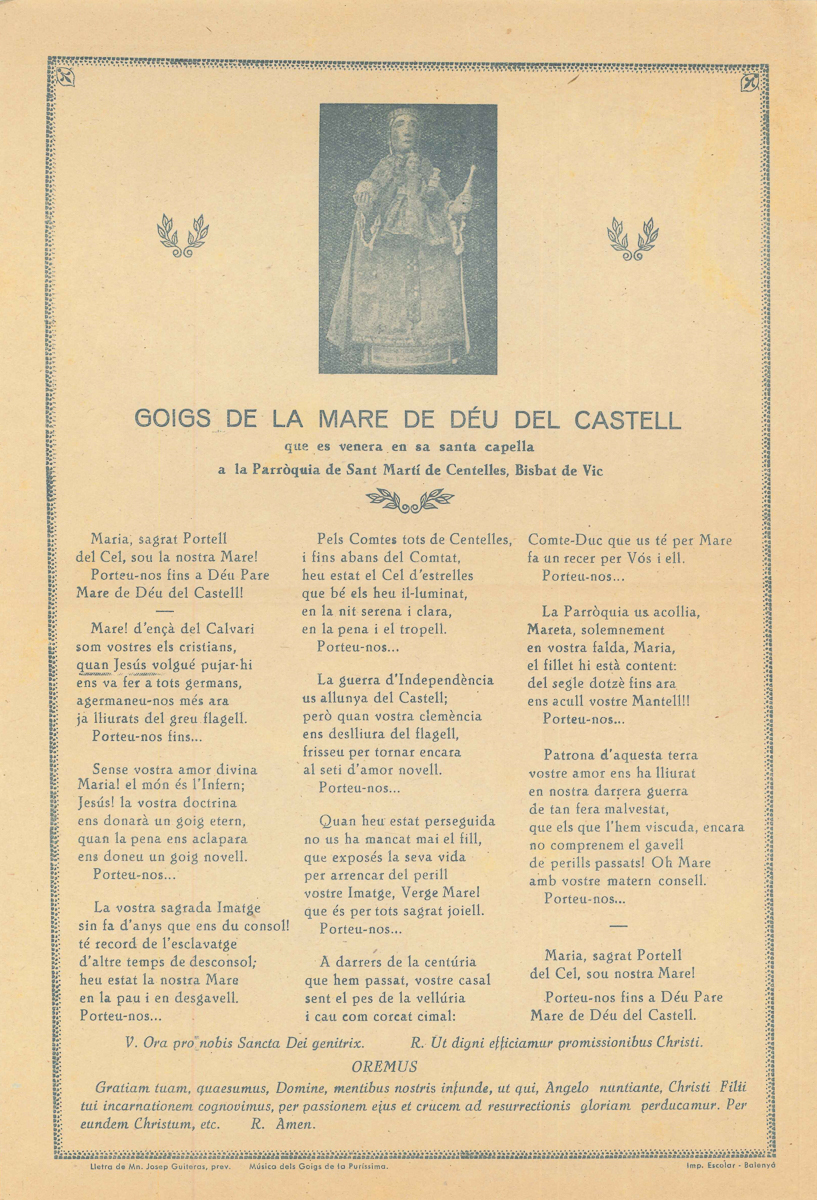 GOIGS DE LA MARE DE DÉU DEL CASTELL
que es venera en sa santa capella
a la Parròquia de Sant Martí de Centelles, Bisbat de Vic
Maria, sagrat Portell
del Cel, sou la nostra Mare!
Porteu-nos fins a Déu Pare
Mare de Déu del Castell!
Mare! d'ençà del Calvari
som vostres els cristians,
quan Jesús volgué pujar-hi
ens va fer a tots germans,
agermaneu-nos més ara
ja lliurats del greu flagell.
Porteu-nos fins...
Sense vostra amor divina
Maria! el món és l'Infern;
Jesús! la vostra doctrina
ens donarà un goig etern,
quan la pena ens aclapara
ens doneu un goig novell.
Porteu-nos...
La vostra sagrada Imatge
sin fa d'anys que ens du consol!
té record de l'esclavatge
d'altre temps de desconsol;
heu estat la nostra Mare
en la pau i en desgavell.
Porteu-nos...
Pels Comtes tots de Centelles,
i fins abans del Comtat,
heu estat el Cel d'estrelles
que bé els heu il-luminat,
en la nit serena i clara,
en la pena i el tropell.
Porteu-nos...
La guerra d'Independència
us allunya del Castell;
però quan vostra clemència
ens deslliura del flagell,
frisseu per tornar encara
al seti d'amor novell.
Porteu-nos...
Quan heu estat perseguida
no us ha mancat mai el fill,
que exposés la seva vida
per arrencar del perill
vostre Imatge, Verge Mare!
que és per tots sagrat joiell.
Porteu-nos...
A darrers de la centúria
que hem passat, vostre casal
sent el pes de la vellúria
i cau com corcat cimal:
Comte-Duc que us té per Mare
fa un recer per Vós i ell.
Porteu-nos...
La Parròquia us acollia,
Mareta, solemnement
en vostra falda, Maria,
el fillet hi està content:
del segle dotzè fins ara
ens acull vostre Mantell!!
Porteu-nos...
Patrona d'aquesta terra
vostre amor ens ha lliurat
en nostra darrera guerra
de tan fera malvestat,
que els que l'hem viscuda, encara
no comprenem el gavell
de perills passats! Oh Mare
amb vostre matern consell.
Porteu-nos...
Maria, sagrat Portell
del Cel, sou nostra Mare!
Porteu-nos fins a Déu Pare
Mare de Déu del Castell.
V. Ora pro nobis Sancta Dei genitrix. R. Ut digni efficiamur promissionibus Christi.
OREMUS
Gratiam tuam, quaesumus, Domine, mentibus nostris infunde, ut qui, Angelo nuntiante, Christi Filii
tui incarnationem cognovimus, per passionem ejus et crucem ad resurrectionis gloriam perducamur. Per
eundem Christum, etc. R. Amen.
Lletra de Mn. Josep Guiteras, prev. Música dels Goigs de la Puríssima. Imp. Escolar - Balenyá